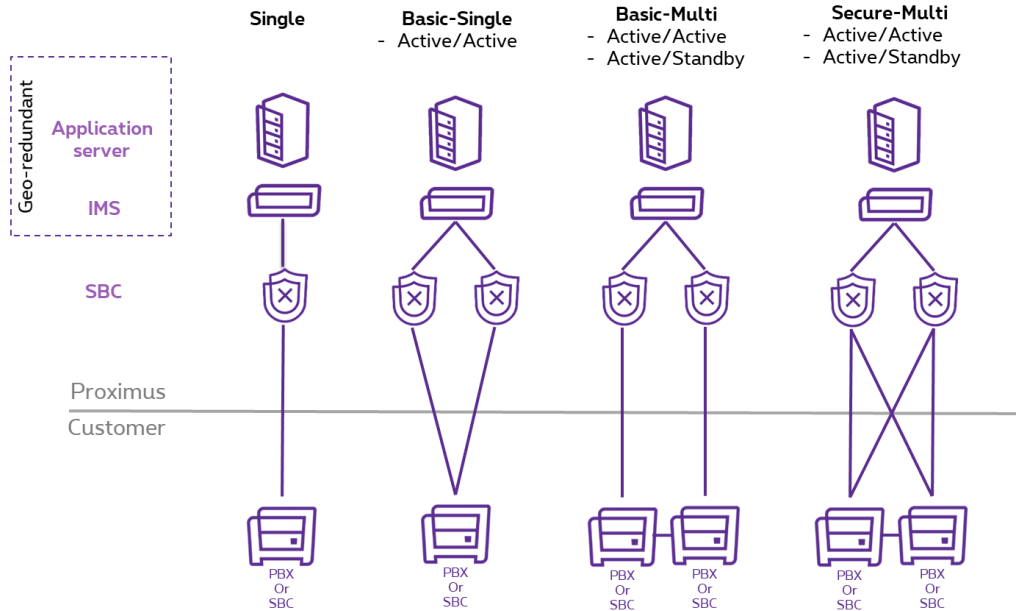 Single
Basic-Single
- Active/Active
Basic-Multi
- Active/Active
- Active/Standby
Secure-Multi
- Active/Active
- Active/Standby
Geo-redundant
Application
server
IMS
SBC
Proximus
Customer
PBX
Or
SBC
PBX
Or
SBC
PBX
Or
SBC
PBX
Or
SBC
PBX
Or
SBC
PBX
Or
SBC